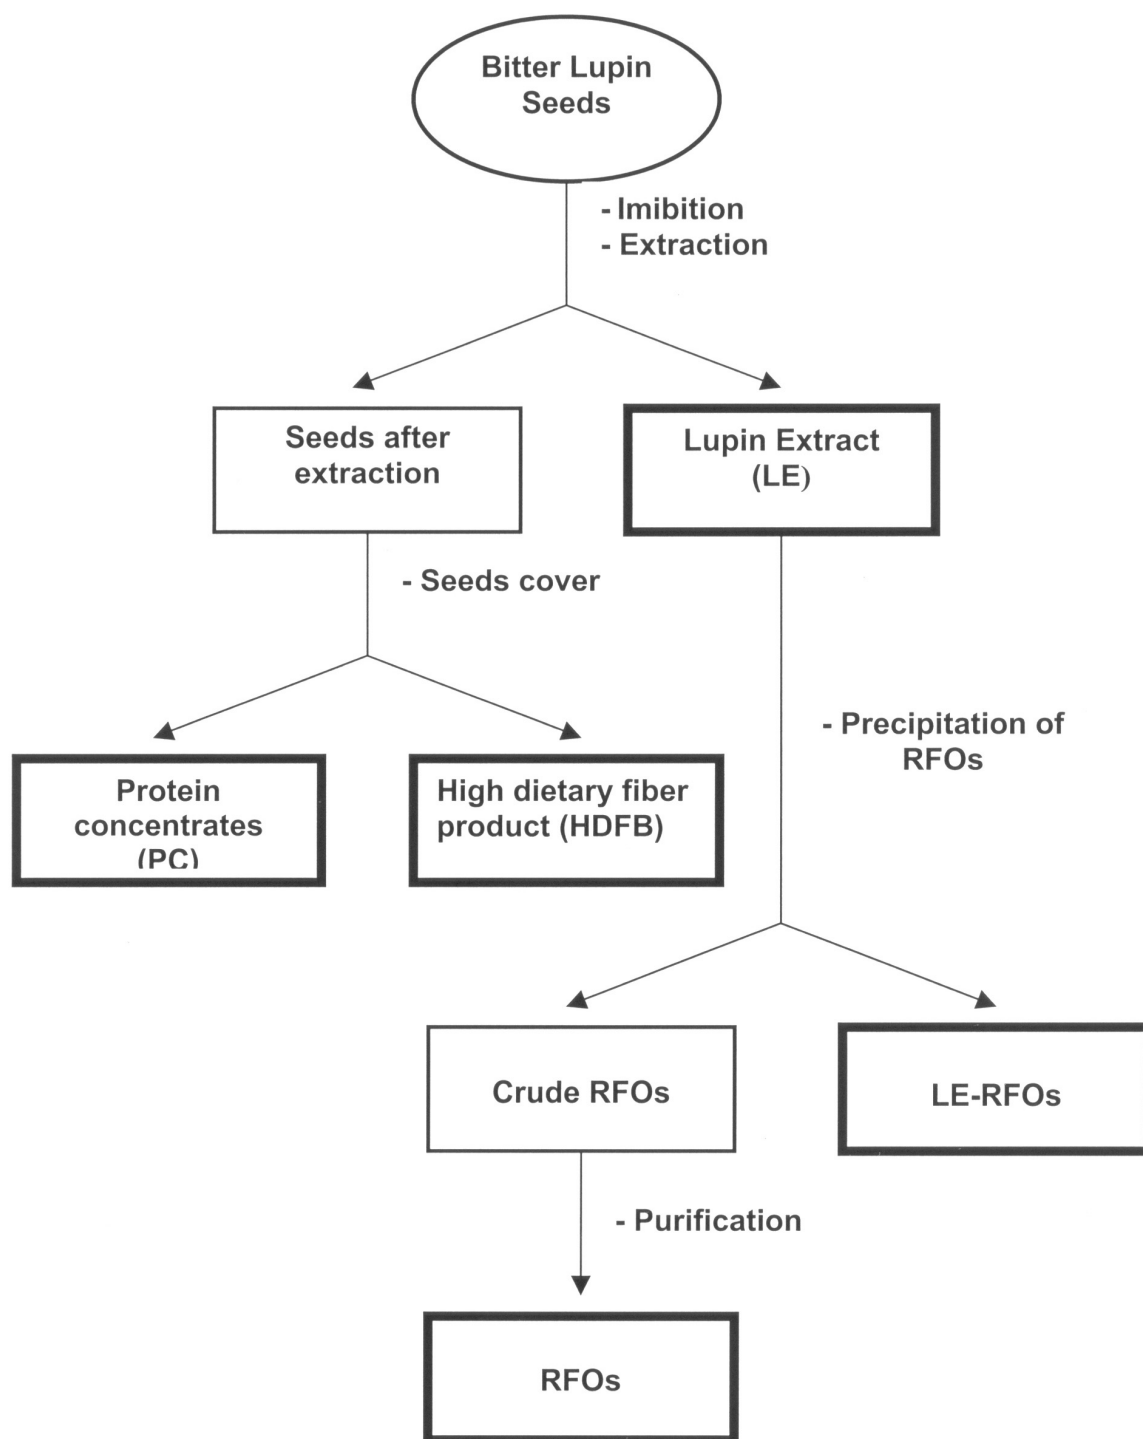 Bitter Lupin
Seeds
- Imibition
- Extraction
Seeds after
extraction
Lupin Extract
(LE)
- Seeds cover
- Precipitation of
RFOs
Protein
concentrates
(PC)
High dietary fiber
product (HDFB)
Crude RFOs
LE-RFOs
- Purification
RFOs